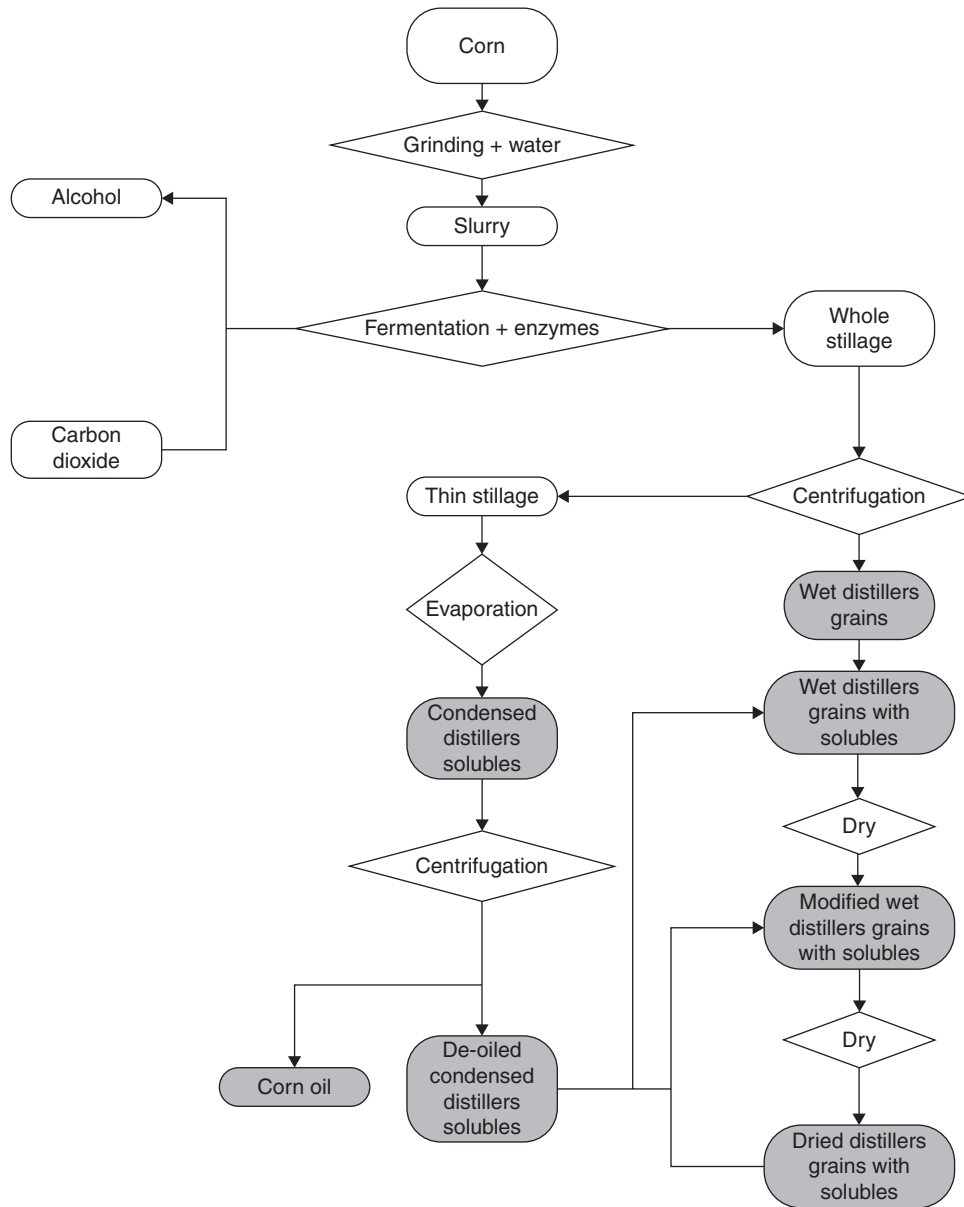 Corn
Grinding + water
Alcohol
Slurry
Fermentation + enzymes
Whole
stillage
Carbon
dioxide
Thin stillage
Centrifugation
Evaporation
Wet distillers
grains
Condensed
distillers
solubles
Wet distillers
grains with
solubles
Dry
Centrifugation
Modified wet
distillers grains
with solubles
Dry
Corn oil
De-oiled
condensed
distillers
solubles
Dried distillers
grains with
solubles